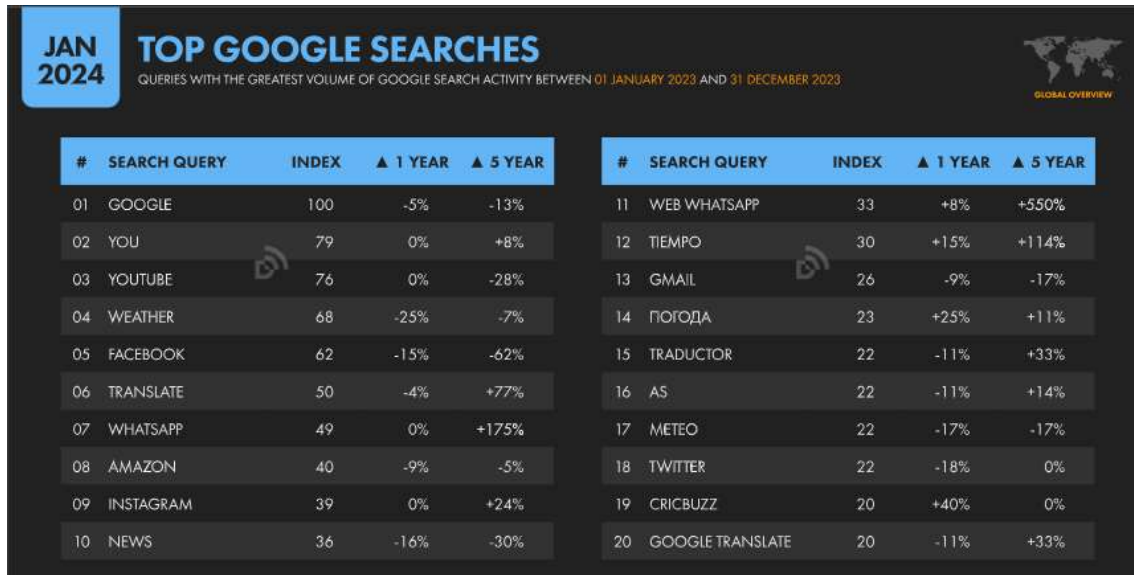 JAN
2024
TOP GOOGLE SEARCHES
QUERIES WITH THE GREATEST VOLUME OF GOOGLE SEARCH ACTIVITY BETWEEN 01 JANUARY 2023 AND 31 DECEMBER 2023
GLOBAL OVERVIEW
# SEARCH QUERY INDEX ▲ 1 YEAR ▲ 5 YEAR
01 GOOGLE 100 -5% -13%
02 YOU 79 0% +8%
03 YOUTUBE 76 0% -28%
04 WEATHER 68 -25% -7%
05 FACEBOOK 62 -15% -62%
06 TRANSLATE 50 -4% +77%
07 WHATSAPP 49 0% +175%
08 AMAZON 40 -9% -5%
09 INSTAGRAM 39 0% +24%
10 NEWS 36 -16% -30%
# SEARCH QUERY INDEX ▲ 1 YEAR ▲ 5 YEAR
11 WEB WHATSAPP 33 +8% +550%
12 TIEMPO 30 +15% +114%
13 GMAIL 26 -9% -17%
14 ПОГОДА 23 +25% +11%
15 TRADUCTOR 22 -11% +33%
16 AS 22 -11% +14%
17 METEO 22 -17% -17%
18 TWITTER 22 -18% 0%
19 CRICBUZZ 20 +40% 0%
20 GOOGLE TRANSLATE 20 -11% +33%